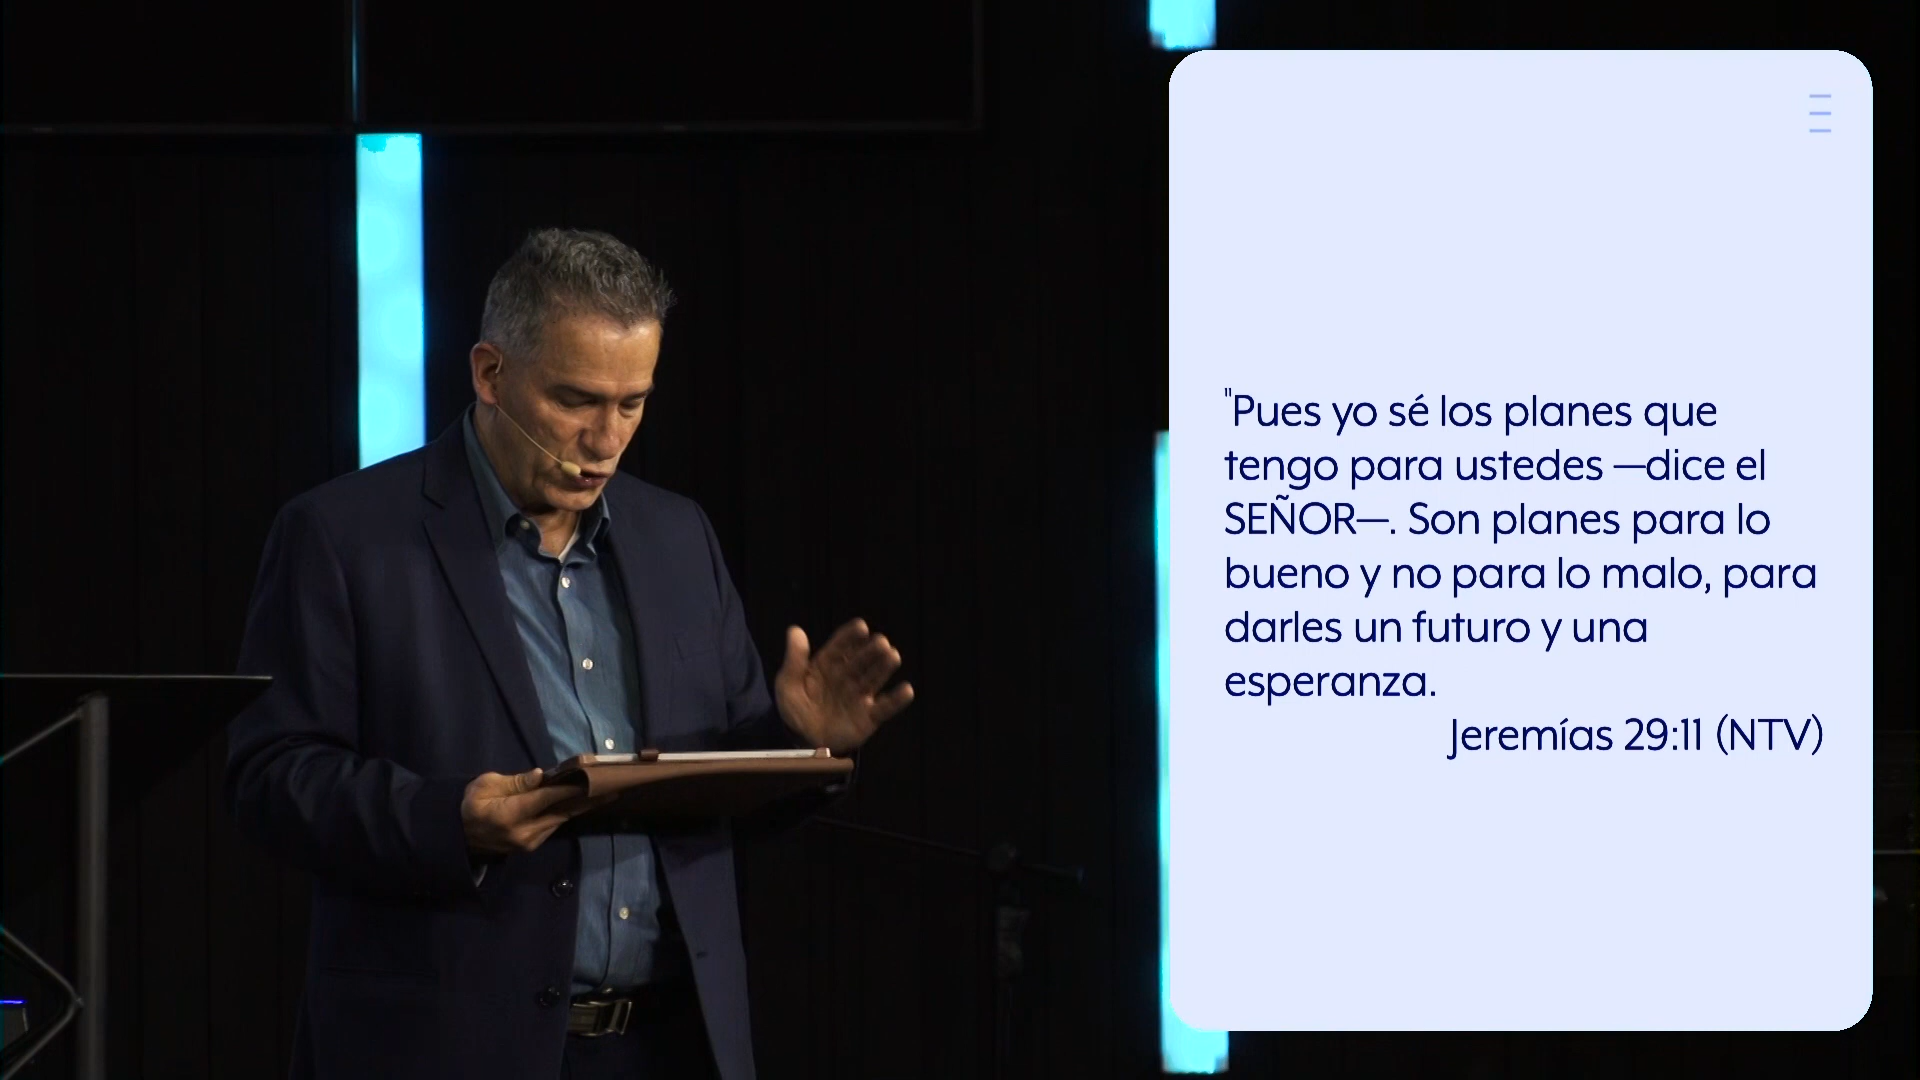 "Pues yo sé los planes que
tengo para ustedes —dice el
SEÑOR—. Son planes para lo
bueno y no para lo malo, para
darles un futuro y una
esperanza.
Jeremías 29:11 (NTV)